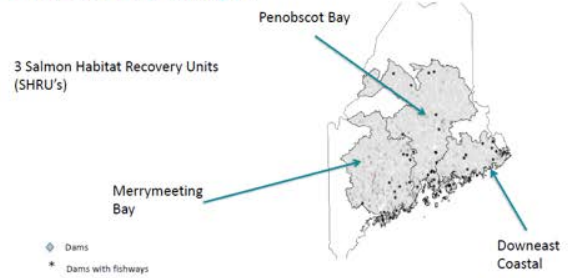 Penobscot Bay
3 Salmon Habitat Recovery Units
(SHRU's)
Merrymeeting
Bay
Downeast
Coastal
Dams
* Dams with fishways